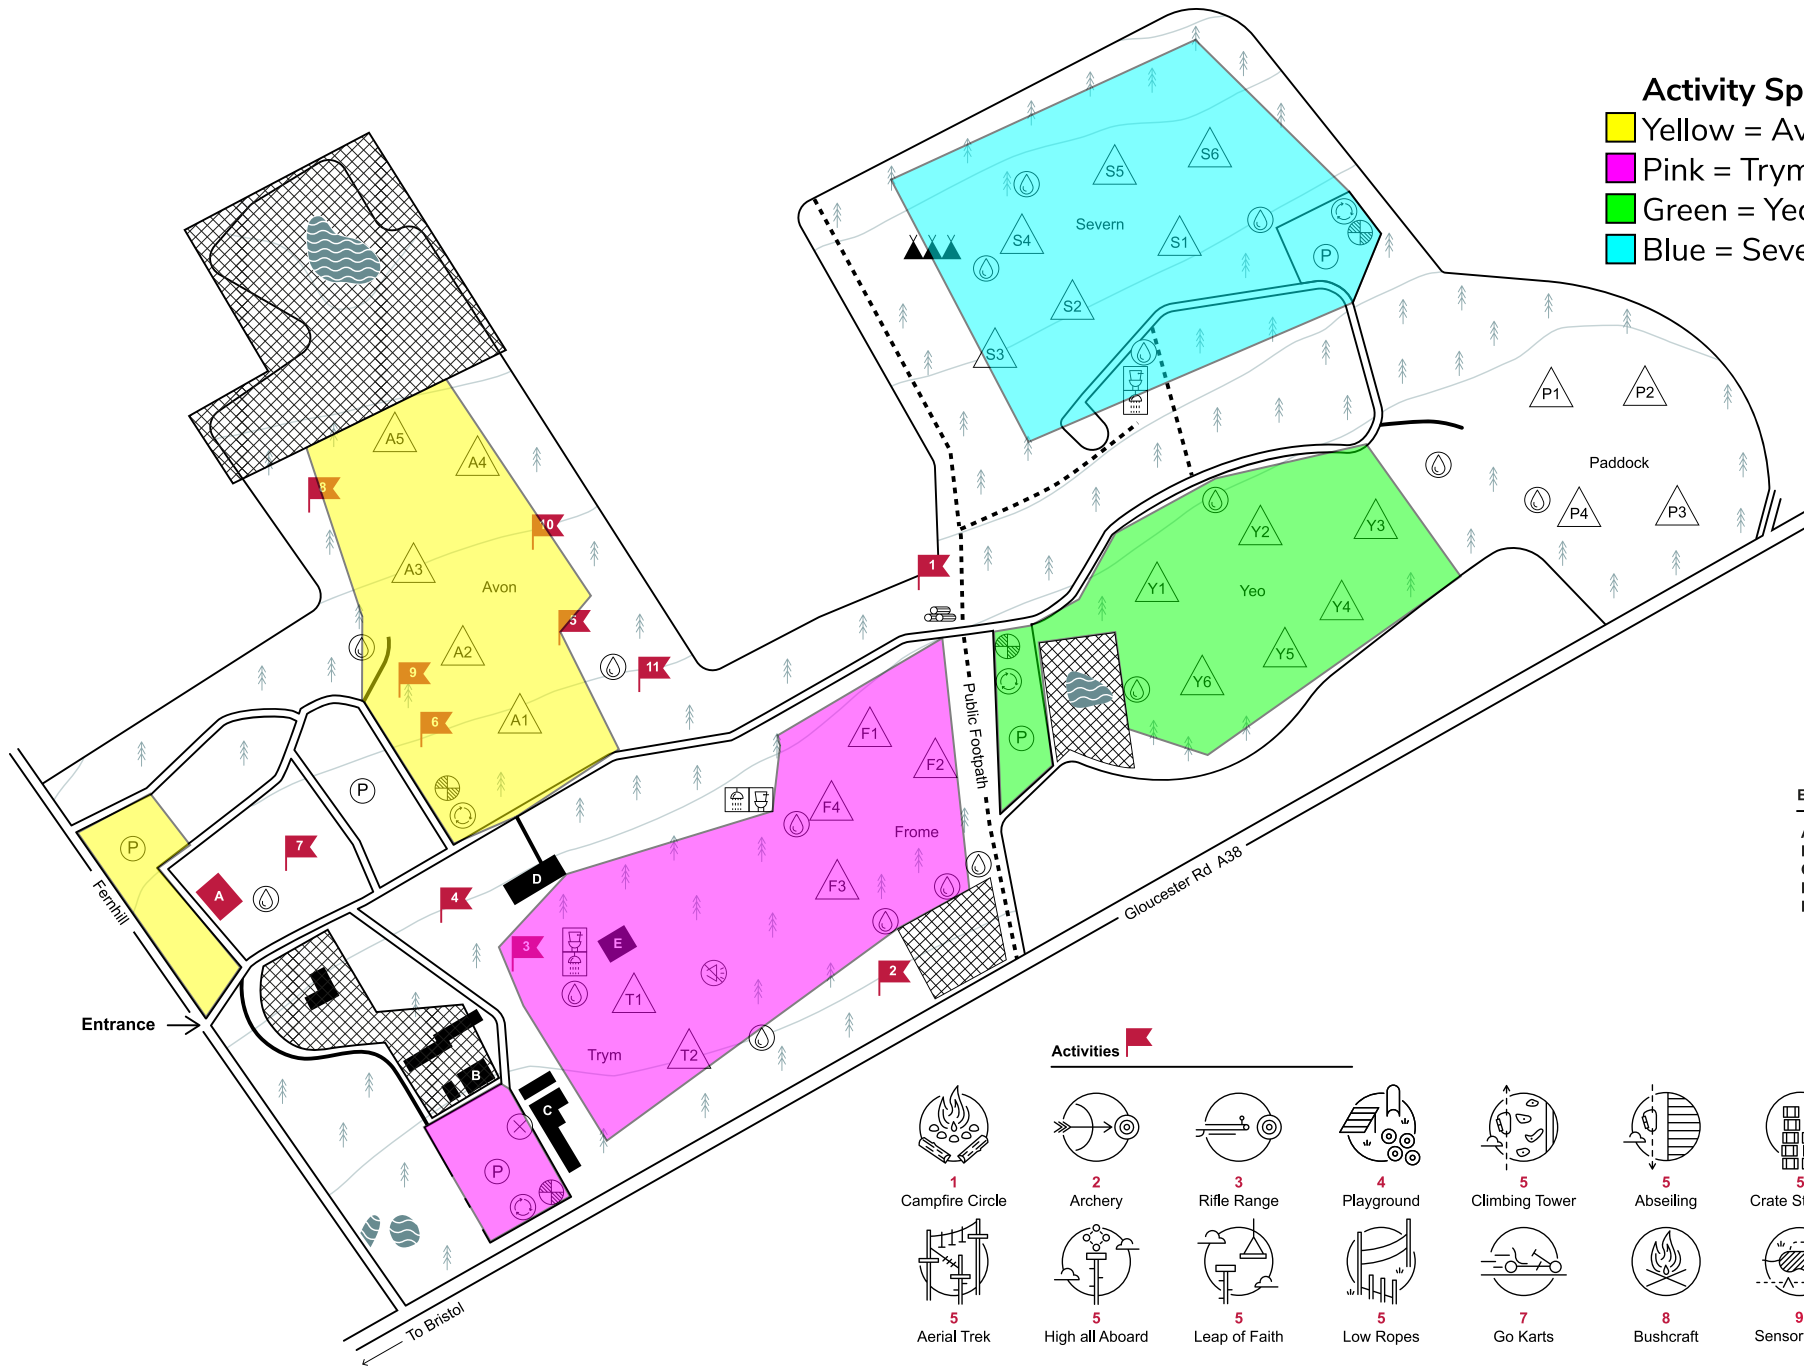 Activity Sp
Yellow = Av
Pink = Trym
Green = Yeo
Blue = Seve
S6
S5
Severn
S4
S1
P
S2
S3
P1
P2
Paddock
P4
P3
A5
A4
8
10
A3
Avon
1
5
A2
9
11
A1
6
Y2
Y3
Y1
Yeo
Y4
Y5
Y6
P
Public Footpath
F1
F2
F4
Frome
F3
P
P
7
A
Fernhill
4
D
3
E
2
T1
Trym
T2
Entrance
B
C
P
Gloucester Rd A38
To Bristol
Activities
1
Campfire Circle
2
Archery
3
Rifle Range
4
Playground
5
Climbing Tower
5
Abseiling
5
Crate St
5
Aerial Trek
5
High all Aboard
5
Leap of Faith
5
Low Ropes
7
Go Karts
8
Bushcraft
9
Sensor